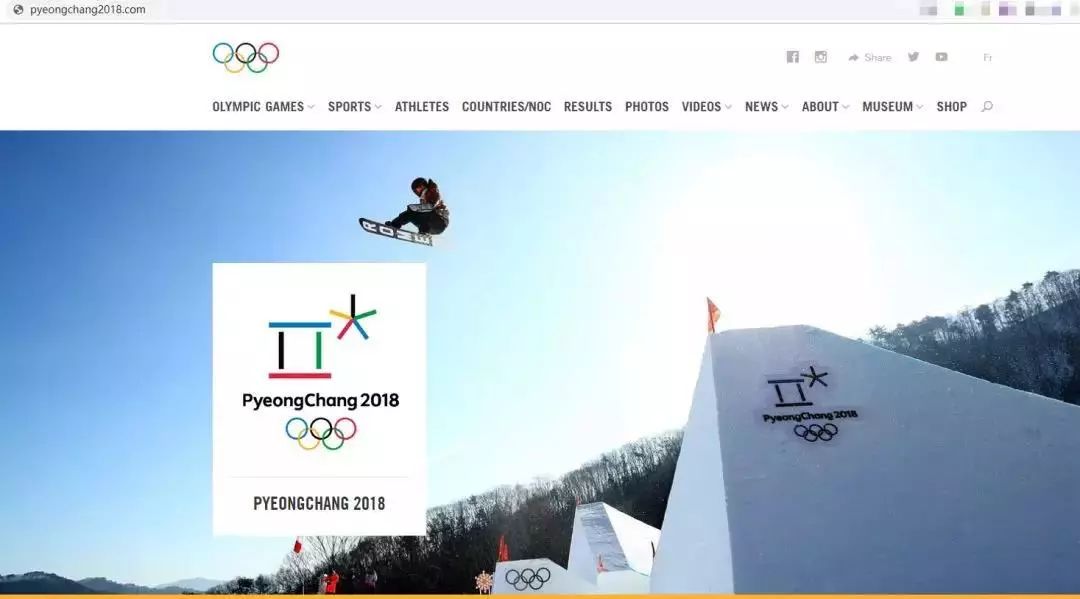 pyeongchang2018.com
Share
Fr
OLYMPIC GAMES SPORTS ATHLETES COUNTRIES/NOC RESULTS PHOTOS VIDEOS NEWS ABOUT MUSEUM SHOP
ROME
PyeongChang 2018
PYEONGCHANG 2018
PyeongChang 2018